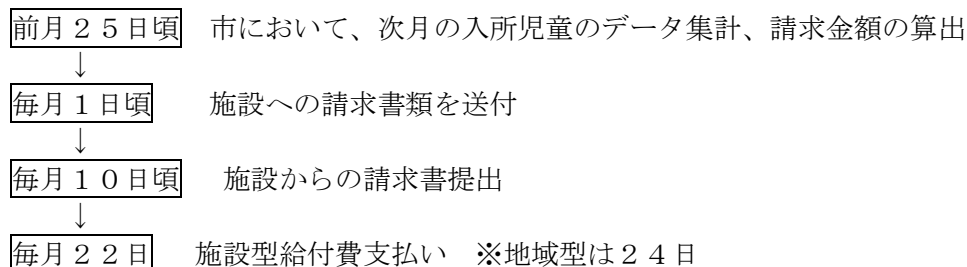 前月25日頃　市において、次月の入所児童のデータ集計、請求金額の算出
↓
毎月1日頃　施設への請求書類を送付
↓
毎月10日頃　施設からの請求書提出
↓
毎月22日　施設型給付費支払い　※地域型は24日